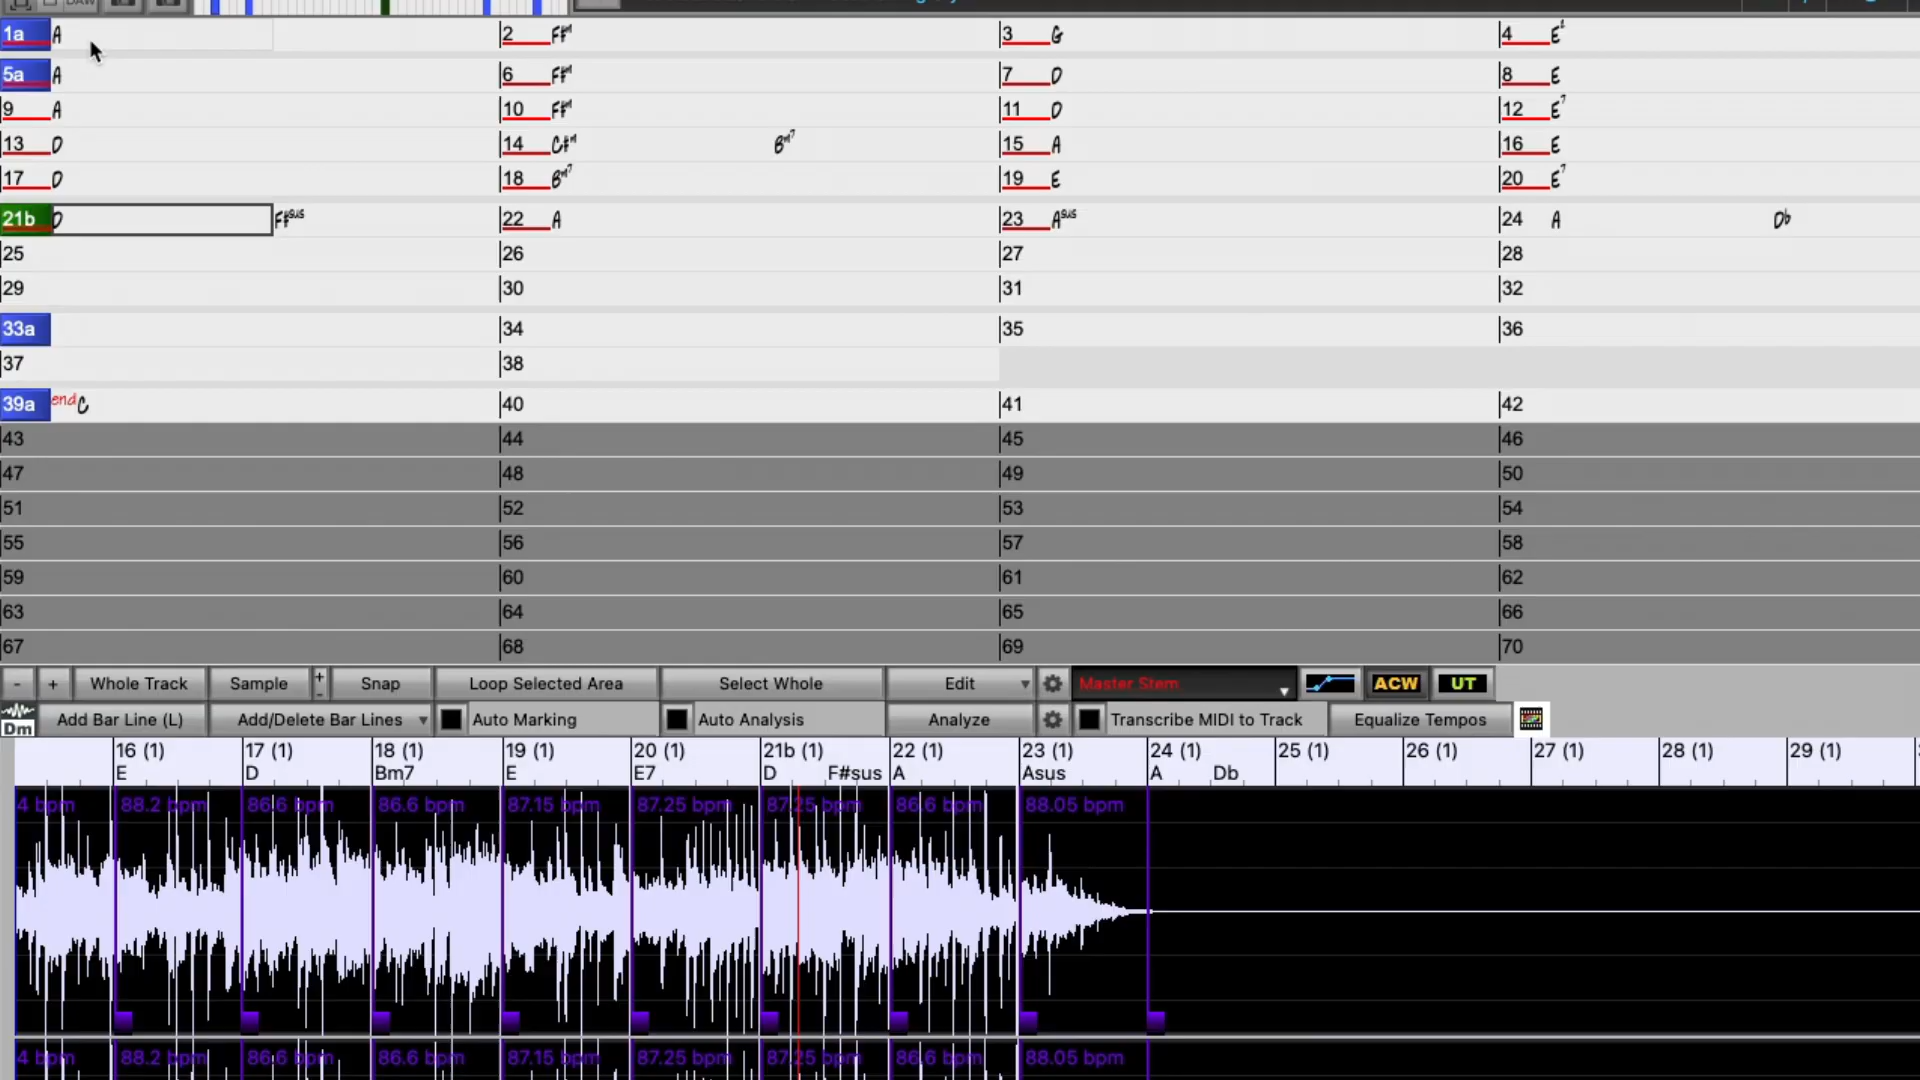 DAW
1a A 2 F#m 3 G 4
5a A 6 F#m 7 D 8 E
9 A 10 F#m 11 D 12 E7
13 D 14 C#m Bm7 15 A 16 E
17 D 18 Bm7 19 E 20 E7
21b D F#sus 22 A 23 Asus 24 A Db
25 26 27 28
29 30 31 32
33a 34 35 36
37 38
39a end C 40 41 42
43 44 45 46
47 48 49 50
51 52 53 54
55 56 57 58
59 60 61 62
63 64 65 66
67 68 69 70
- + Whole Track Sample + - Snap Loop Selected Area Select Whole Edit Master Stem ACW UT
Dm Add Bar Line (L) Add/Delete Bar Lines Auto Marking Auto Analysis Analyze Transcribe MIDI to Track Equalize Tempos
16 (1) 17 (1) 18 (1) 19 (1) 20 (1) 21b (1) 22 (1) 23 (1) 24 (1) 25 (1) 26 (1) 27 (1) 28 (1) 29 (1)
E D Bm7 E E7 D F#sus A Asus A Db
4 bpm 88.2 bpm 86.6 bpm 86.6 bpm 87.15 bpm 87.25 bpm 87.25 bpm 86.6 bpm 88.05 bpm
4 bpm 88.2 bpm 86.6 bpm 86.6 bpm 87.15 bpm 87.25 bpm 87.25 bpm 86.6 bpm 88.05 bpm